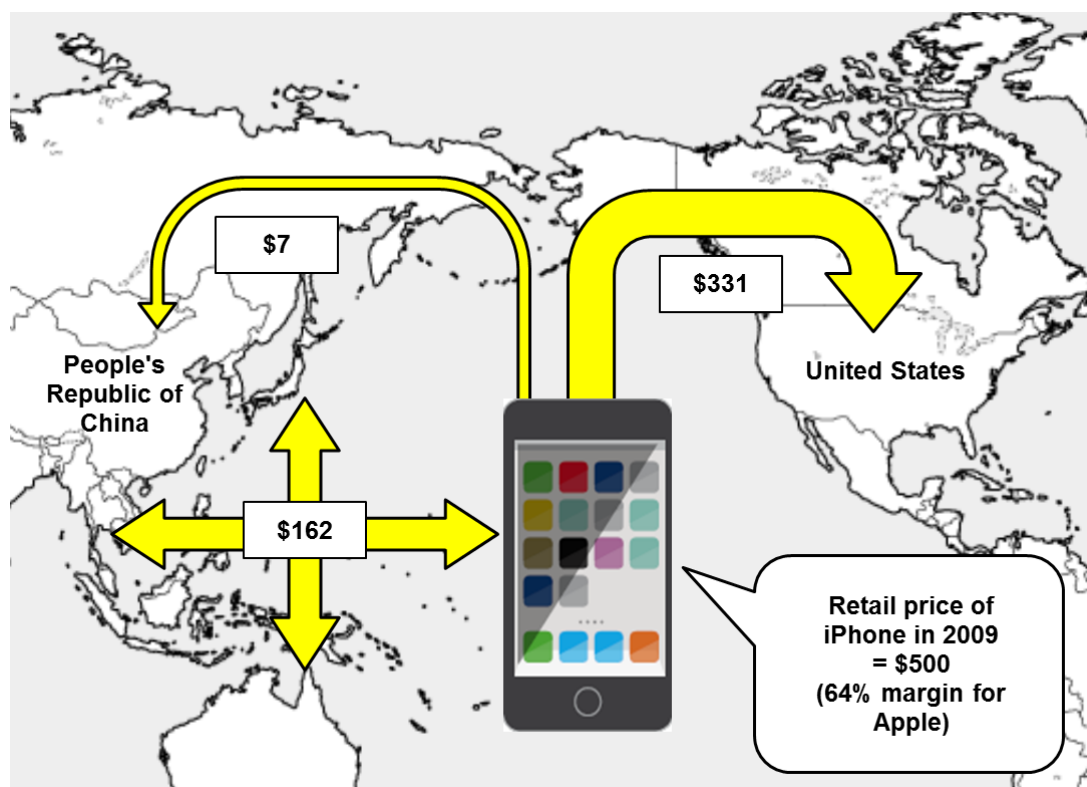 $7
$331
People's
Republic of
China
United States
$162
Retail price of
iPhone in 2009
= $500
(64% margin for
Apple)